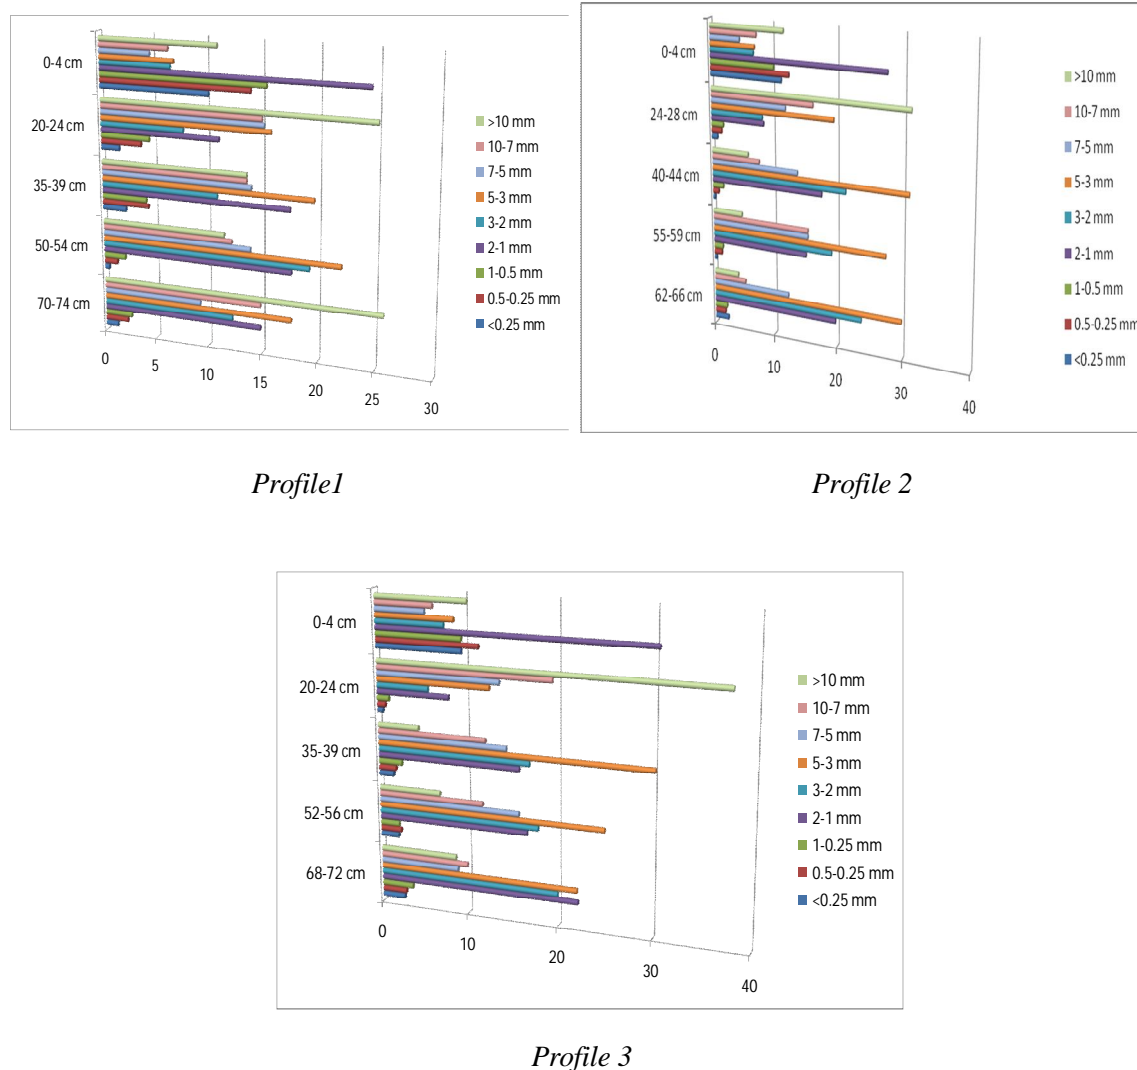 0-4 cm
20-24 cm
35-39 cm
50-54 cm
70-74 cm
0
5
10
15
20
25
30
>10 mm
10-7 mm
7-5 mm
5-3 mm
3-2 mm
2-1 mm
1-0.5 mm
0.5-0.25 mm
<0.25 mm
Profile1
0-4 cm
24-28 cm
40-44 cm
55-59 cm
62-66 cm
0
10
20
30
40
>10 mm
10-7 mm
7-5 mm
5-3 mm
3-2 mm
2-1 mm
1-0.5 mm
0.5-0.25 mm
<0.25 mm
Profile 2
0-4 cm
20-24 cm
35-39 cm
52-56 cm
68-72 cm
0
10
20
30
40
>10 mm
10-7 mm
7-5 mm
5-3 mm
3-2 mm
2-1 mm
1-0.25 mm
0.5-0.25 mm
<0.25 mm
Profile 3